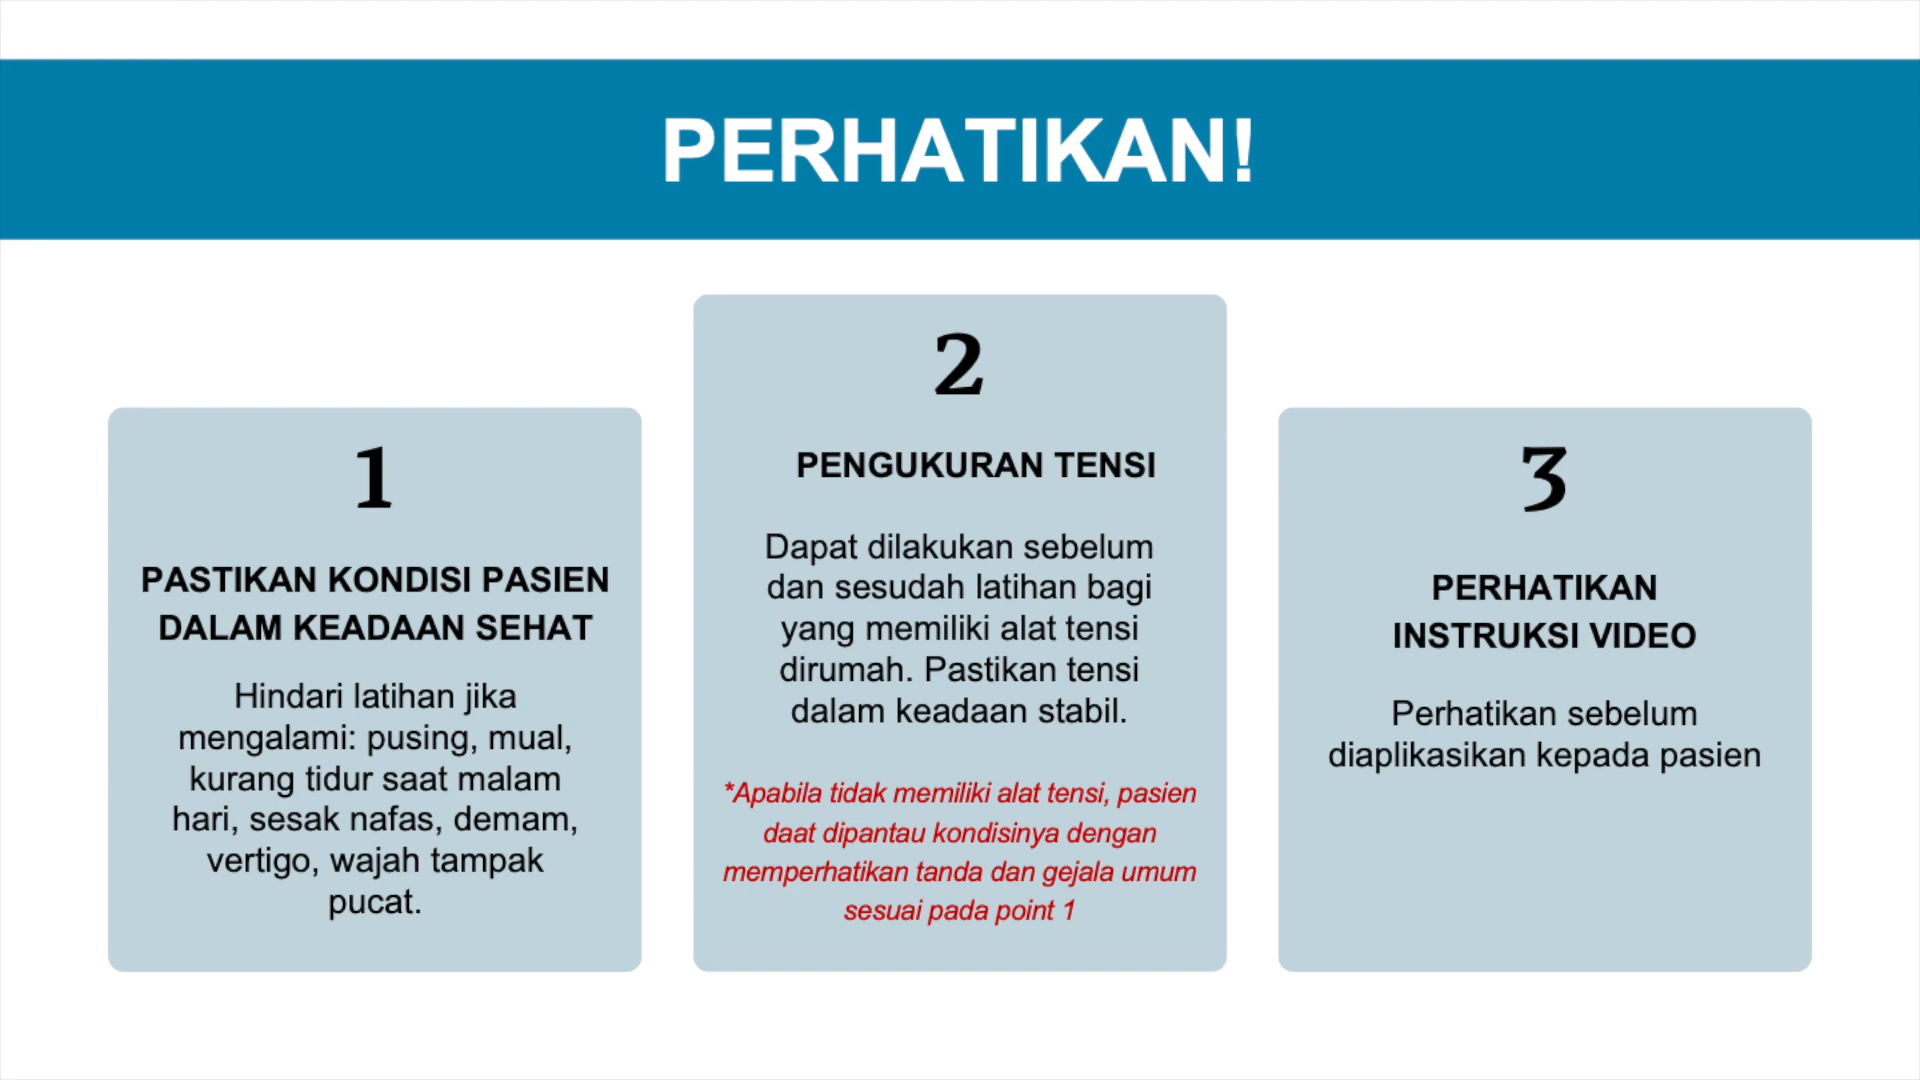 PERHATIKAN!
1
PASTIKAN KONDISI PASIEN
DALAM KEADAAN SEHAT
Hindari latihan jika
mengalami: pusing, mual,
kurang tidur saat malam
hari, sesak nafas, demam,
vertigo, wajah tampak
pucat.
2
PENGUKURAN TENSI
Dapat dilakukan sebelum
dan sesudah latihan bagi
yang memiliki alat tensi
dirumah. Pastikan tensi
dalam keadaan stabil.
*Apabila tidak memiliki alat tensi, pasien
daat dipantau kondisinya dengan
memperhatikan tanda dan gejala umum
sesuai pada point 1
3
PERHATIKAN
INSTRUKSI VIDEO
Perhatikan sebelum
diaplikasikan kepada pasien